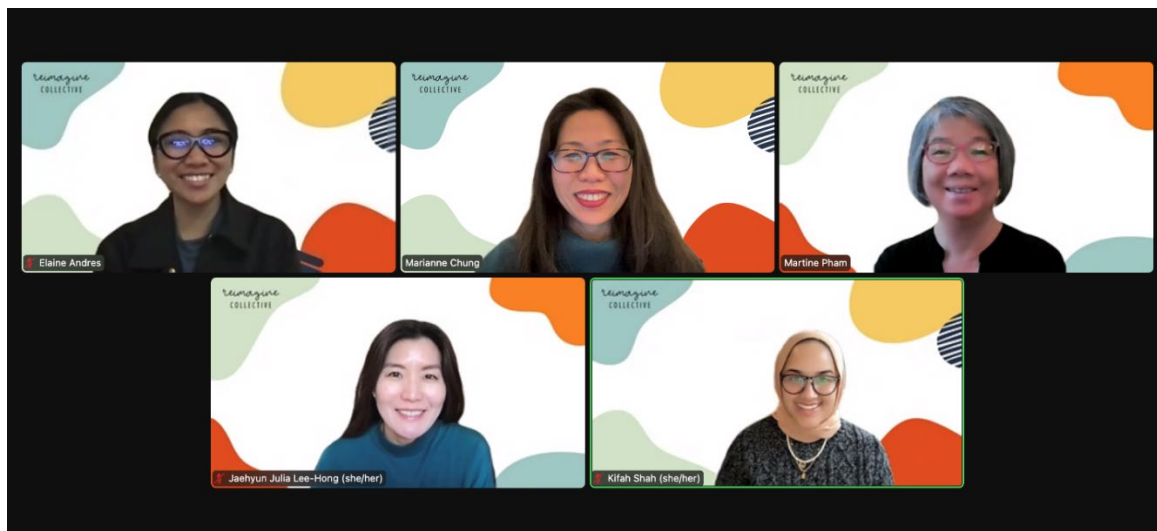 reimagine
COLLECTIVE
reimagine
COLLECTIVE
reimagine
COLLECTIVE
Elaine Andres
Marianne Chung
Martine Pham
reimagine
COLLECTIVE
reimagine
COLLECTIVE
Jaehyun Julia Lee-Hong (she/her)
Kifah Shah (she/her)